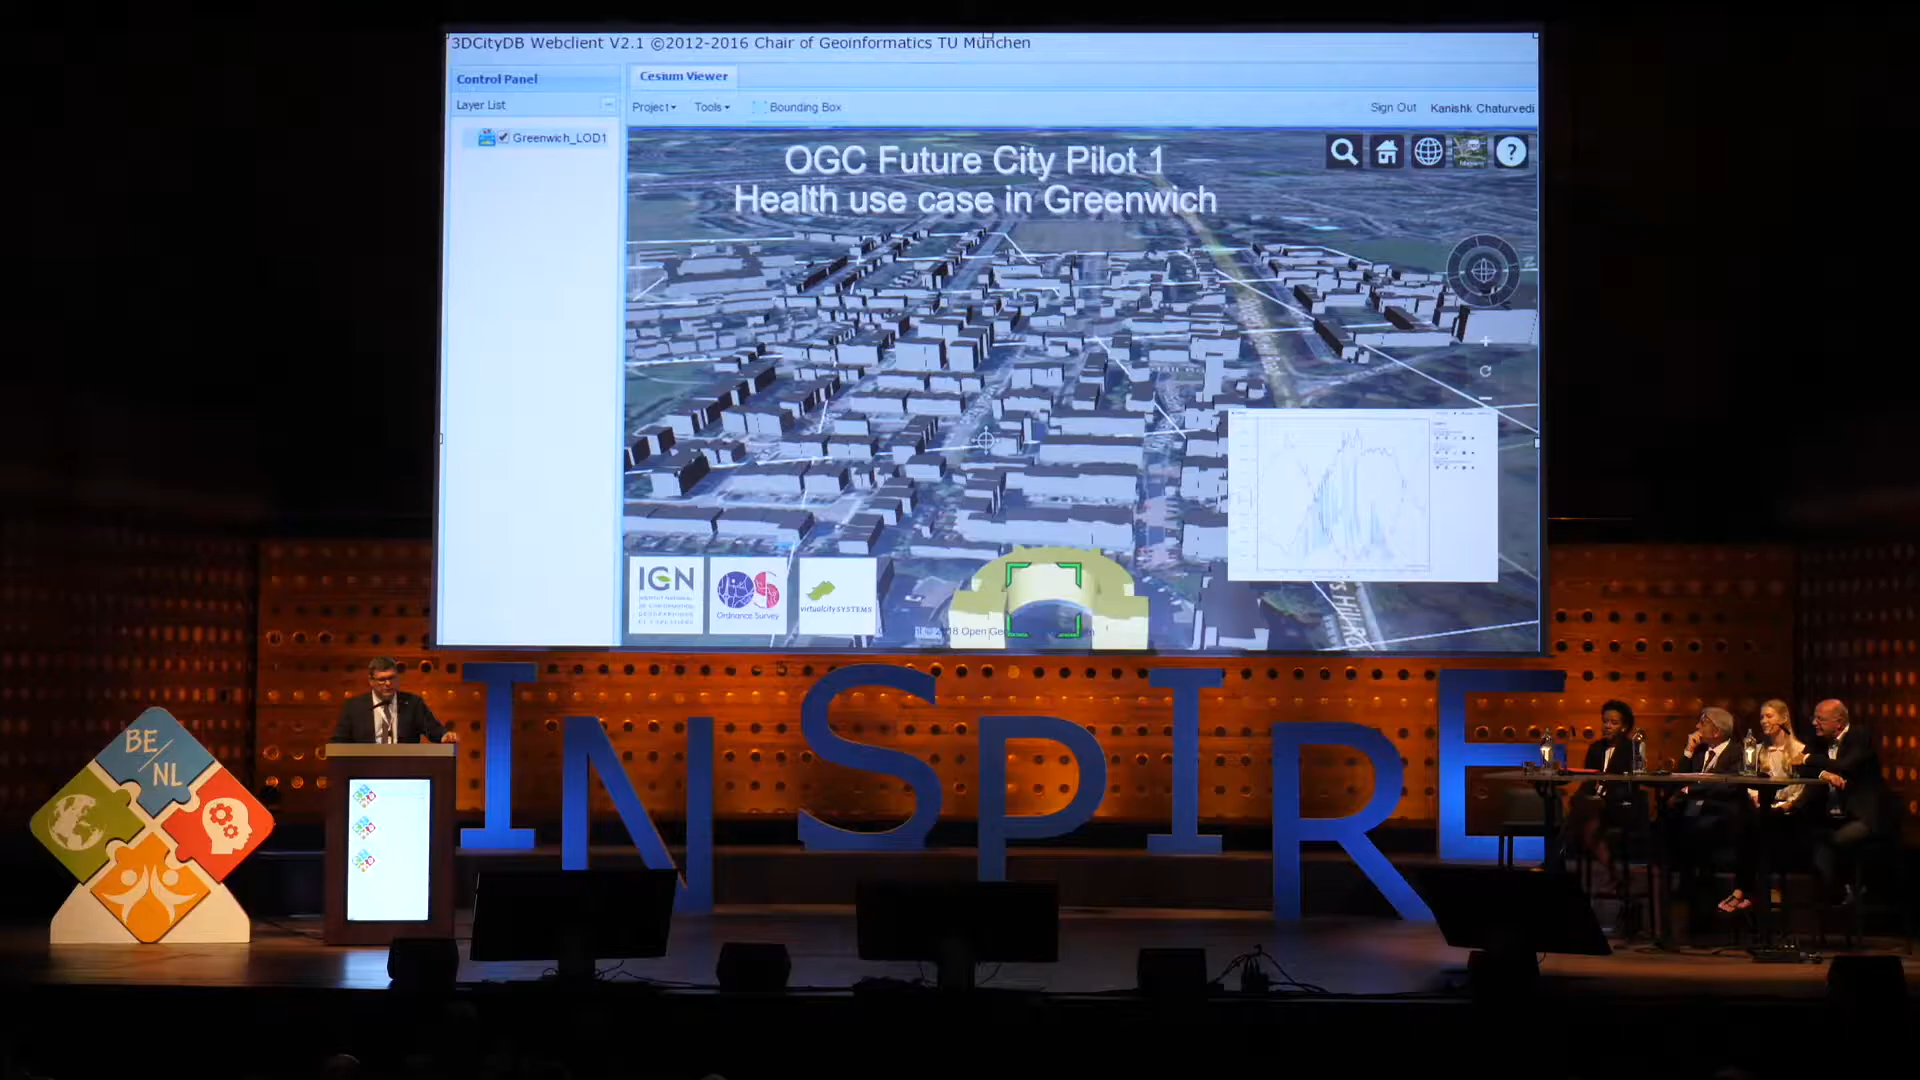 3DCityDB Webclient V2.1 ©2012-2016 Chair of Geoinformatics TU München
Control Panel
Cesium Viewer
Layer List
Project
Tools
Bounding Box
Sign Out
Kanishk Chaturvedi
Greenwich_LOD1
OGC Future City Pilot 1
Health use case in Greenwich
?
IGN
INSTITUT NATIONAL
Ordnance Survey
virtualcitySYSTEMS
BE/
NL
INSPIRE